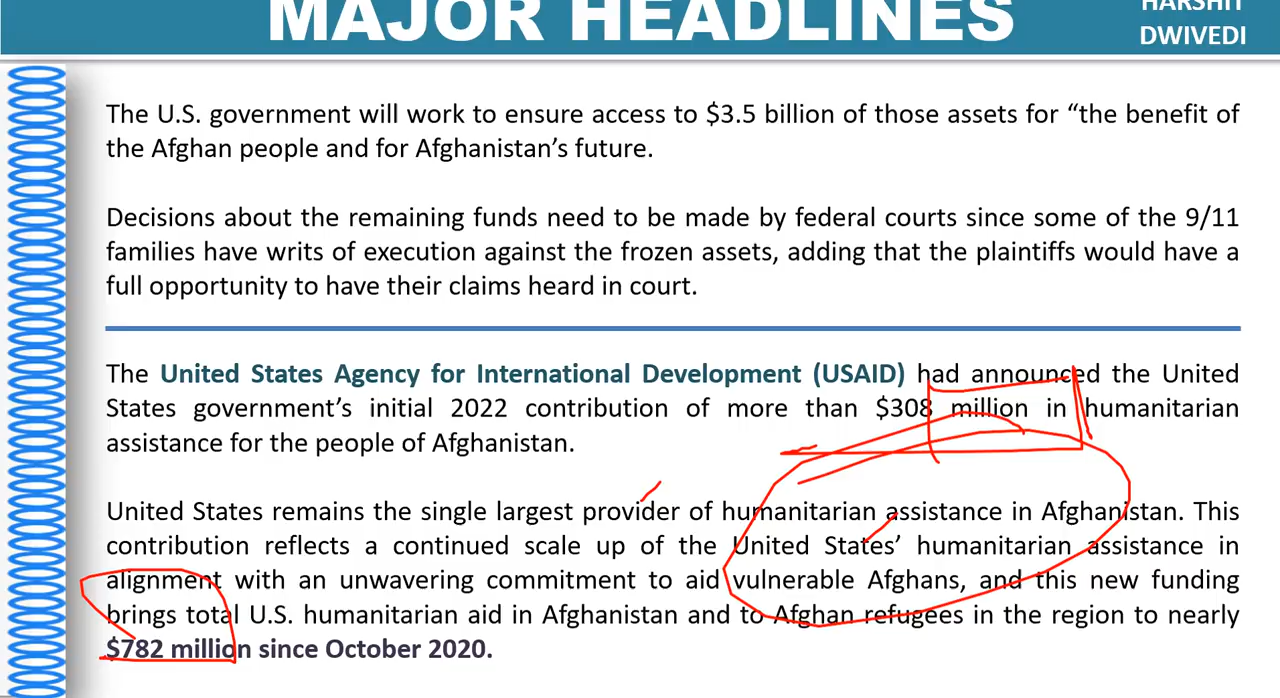 MAJOR HEADLINES
HARSHIT
DWIVEDI
The U.S. government will work to ensure access to $3.5 billion of those assets for “the benefit of
the Afghan people and for Afghanistan’s future.
Decisions about the remaining funds need to be made by federal courts since some of the 9/11
families have writs of execution against the frozen assets, adding that the plaintiffs would have a
full opportunity to have their claims heard in court.
The United States Agency for International Development (USAID) had announced the United
States government’s initial 2022 contribution of more than $308 million in humanitarian
assistance for the people of Afghanistan.
United States remains the single largest provider of humanitarian assistance in Afghanistan. This
contribution reflects a continued scale up of the United States’ humanitarian assistance in
alignment with an unwavering commitment to aid vulnerable Afghans, and this new funding
brings total U.S. humanitarian aid in Afghanistan and to Afghan refugees in the region to nearly
$782 million since October 2020.